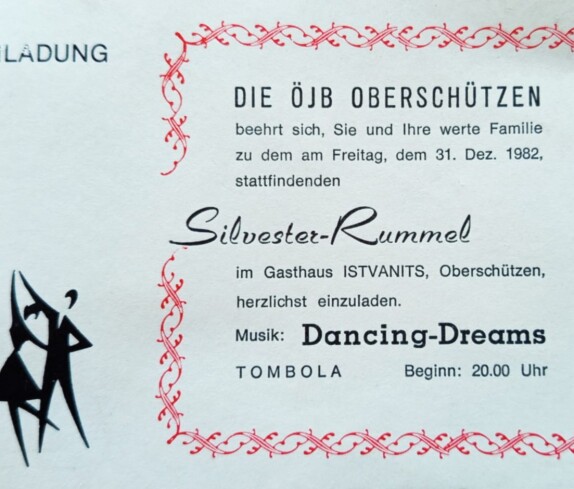 NLADUNG
DIE ÖJB OBERSCHÜTZEN
beehrt sich, Sie und Ihre werte Familie
zu dem am Freitag, dem 31. Dez. 1982,
stattfindenden
Silvester-Rummel
im Gasthaus ISTVANITS, Oberschützen,
herzlichst einzuladen.
Musik: Dancing-Dreams
TOMBOLA Beginn: 20.00 Uhr